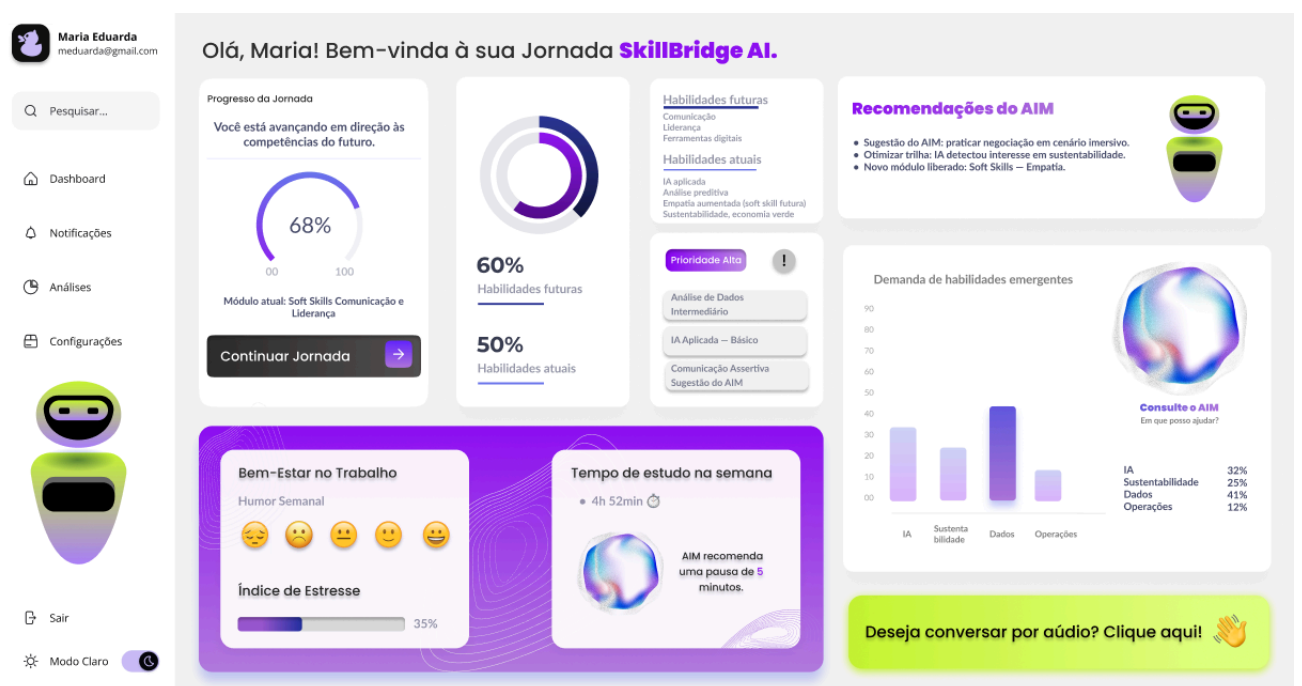 Maria Eduarda
meduarda@gmail.com
Pesquisar...
Dashboard
Notificações
Análises
Configurações
Sair
Modo Claro
Olá, Maria! Bem-vinda à sua Jornada SkillBridge AI.
Progresso da Jornada
Você está avançando em direção às
competências do futuro.
68%
00 100
Módulo atual: Soft Skills Comunicação e
Liderança
Continuar Jornada
60%
Habilidades futuras
50%
Habilidades atuais
Habilidades futuras
Comunicação
Liderança
Ferramentas digitais
Habilidades atuais
IA aplicada
Análise preditiva
Empatia aumentada (soft skill futura)
Sustentabilidade, economia verde
Prioridade Alta !
Análise de Dados
Intermediário
IA Aplicada — Básico
Comunicação Assertiva
Sugestão do AIM
Recomendações do AIM
• Sugestão do AIM: praticar negociação em cenário imersivo.
• Otimizar trilha: IA detectou interesse em sustentabilidade.
• Novo módulo liberado: Soft Skills — Empatia.
Demanda de habilidades emergentes
90
80
70
60
50
40
30
20
10
00
IA
Sustenta
bilidade
Dados
Operações
Consulte o AIM
Em que posso ajudar?
IA 32%
Sustentabilidade 25%
Dados 41%
Operações 12%
Bem-Estar no Trabalho
Humor Semanal
Índice de Estresse
35%
Tempo de estudo na semana
• 4h 52min
AIM recomenda
uma pausa de 5
minutos.
Deseja conversar por aúdio? Clique aqui!